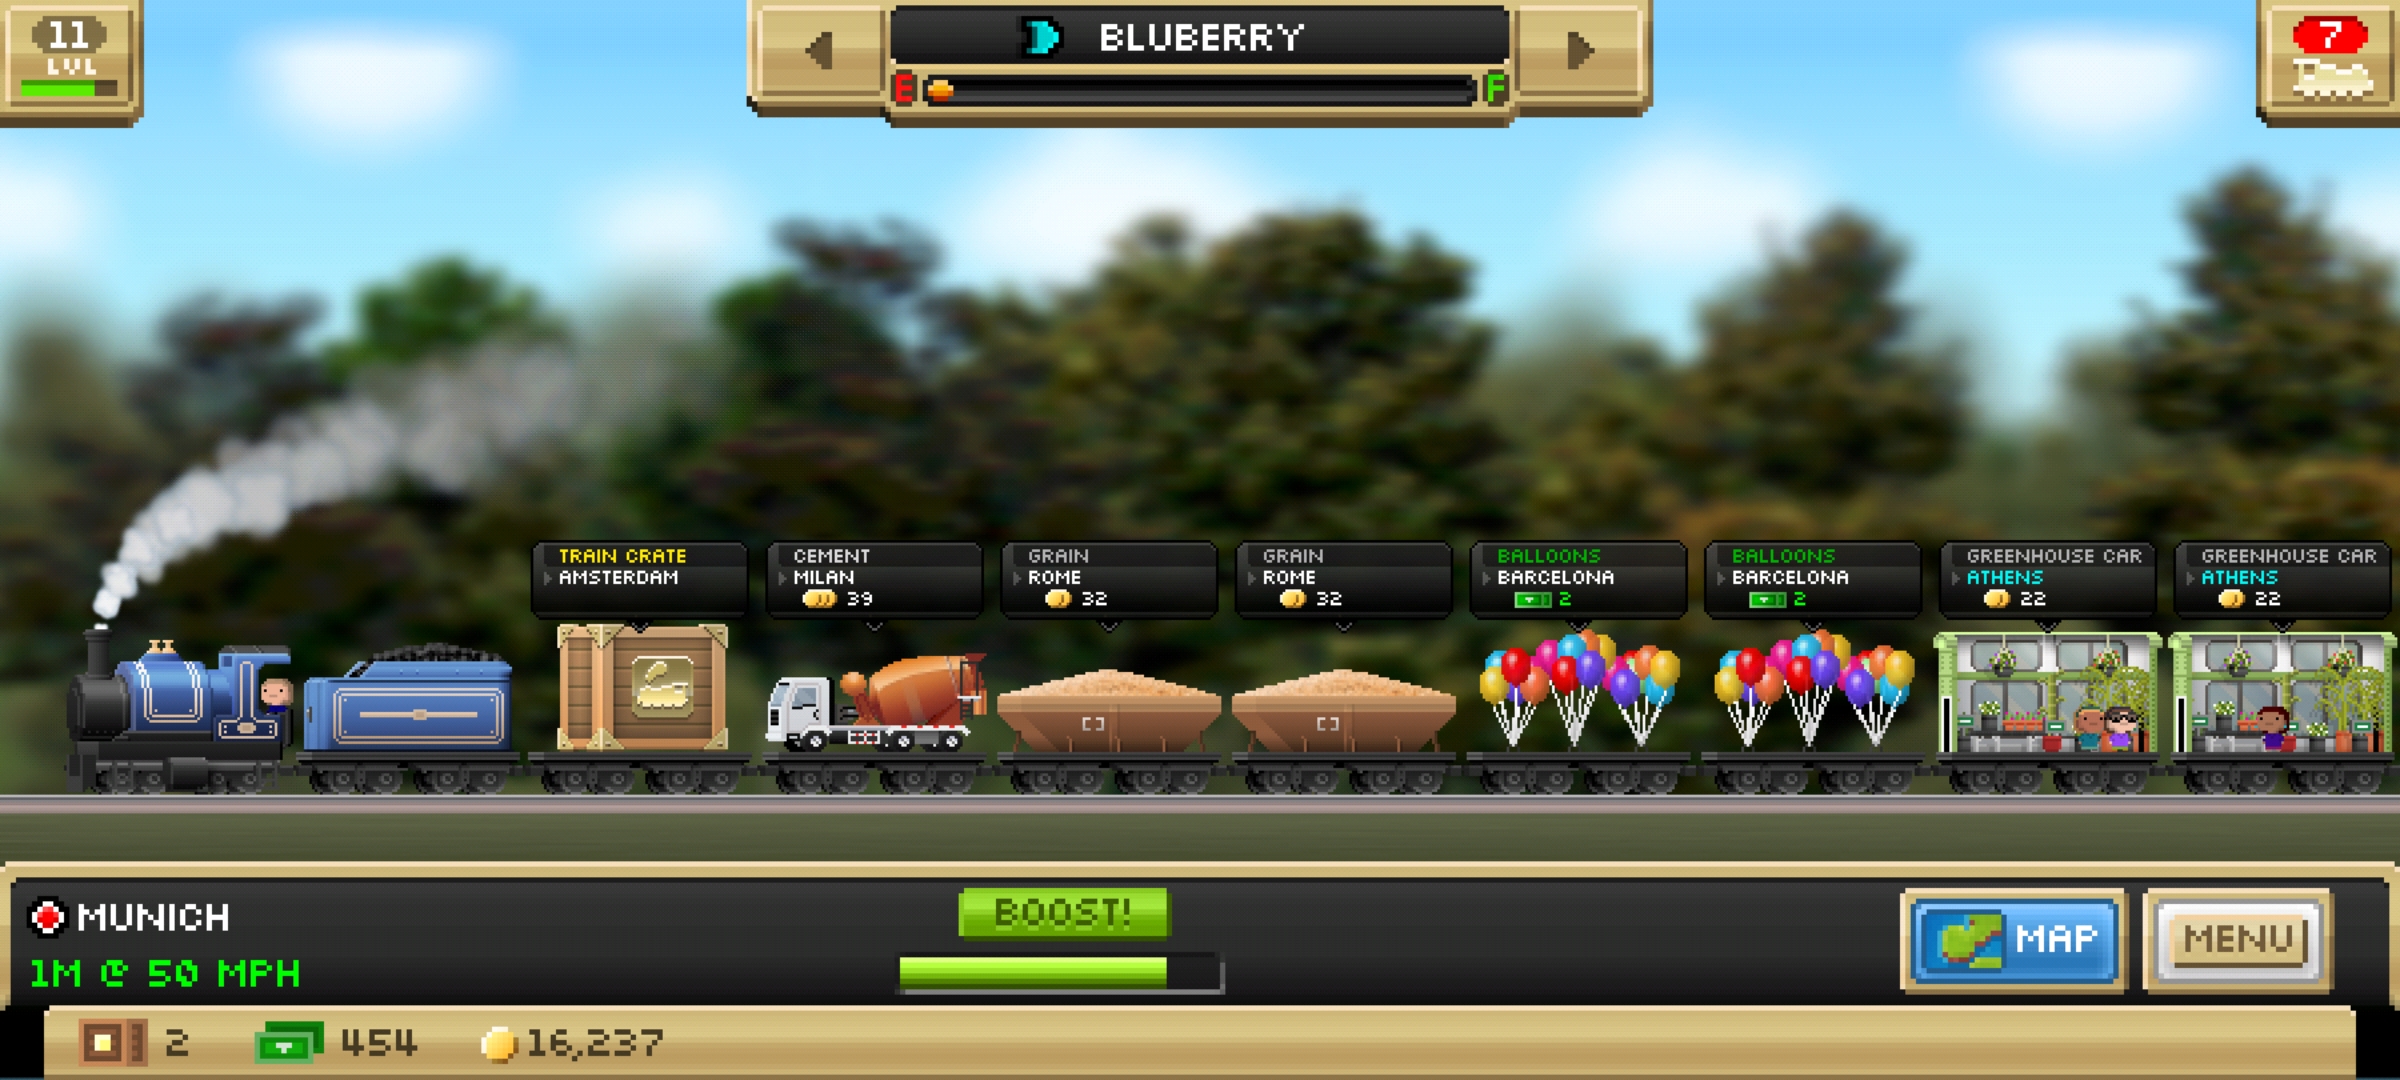 11
LVL
BLUBERRY
E
F
7
TRAIN CRATE
AMSTERDAM
CEMENT
MILAN
39
GRAIN
ROME
32
GRAIN
ROME
32
BALLOONS
BARCELONA
2
BALLOONS
BARCELONA
2
GREENHOUSE CAR
ATHENS
22
GREENHOUSE CAR
ATHENS
22
MUNICH
1M @ 50 MPH
BOOST!
MAP
MENU
2
454
16,237